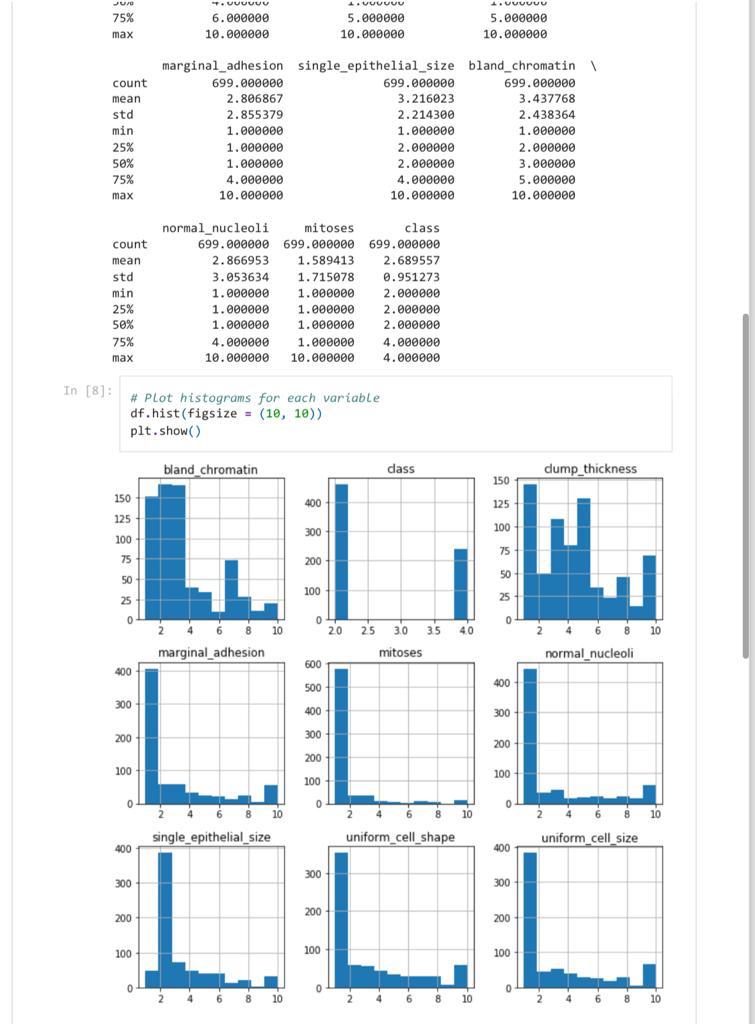 75% 6.000000 5.000000 5.000000
max 10.000000 10.000000 10.000000
marginal_adhesion single_epithelial_size bland_chromatin \
count 699.000000 699.000000 699.000000
mean 2.806867 3.216023 3.437768
std 2.855379 2.214300 2.438364
min 1.000000 1.000000 1.000000
25% 1.000000 2.000000 2.000000
50% 1.000000 2.000000 3.000000
75% 4.000000 4.000000 5.000000
max 10.000000 10.000000 10.000000
normal_nucleoli mitoses class
count 699.000000 699.000000 699.000000
mean 2.866953 1.589413 2.689557
std 3.053634 1.715078 0.951273
min 1.000000 1.000000 2.000000
25% 1.000000 1.000000 2.000000
50% 1.000000 1.000000 2.000000
75% 4.000000 1.000000 4.000000
max 10.000000 10.000000 4.000000
In [8]:
# Plot histograms for each variable
df.hist(figsize = (10, 10))
plt.show()
bland_chromatin
150
125
100
75
50
25
0
2 4 6 8 10
class
400
300
200
100
0
2.0 2.5 3.0 3.5 4.0
clump_thickness
150
125
100
75
50
25
0
2 4 6 8 10
marginal_adhesion
400
300
200
100
0
2 4 6 8 10
mitoses
600
500
400
300
200
100
0
2 4 6 8 10
normal_nucleoli
400
300
200
100
0
2 4 6 8 10
single_epithelial_size
400
300
200
100
0
2 4 6 8 10
uniform_cell_shape
300
200
100
0
2 4 6 8 10
uniform_cell_size
400
300
200
100
0
2 4 6 8 10